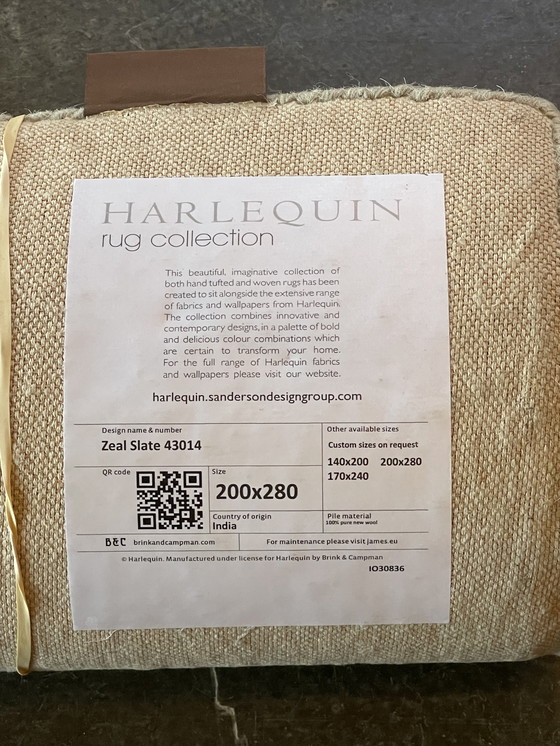 HARLEQUIN
rug collection
This beautiful, imaginative collection of
both hand tufted and woven rugs has been
created to sit alongside the extensive range
of fabrics and wallpapers from Harlequin.
The collection combines innovative and
contemporary designs, in a palette of bold
and delicious colour combinations which
are certain to transform your home.
For the full range of Harlequin fabrics
and wallpapers please visit our website.
harlequin.sandersondesigngroup.com
Design name & number
Zeal Slate 43014
Other available sizes
Custom sizes on request
140x200 200x280
170x240
QR code
Size
200x280
Country of origin
India
Pile material
100% pure new wool
B&C brinkandcampman.com
For maintenance please visit james.eu
© Harlequin. Manufactured under license for Harlequin by Brink & Campman
IO30836